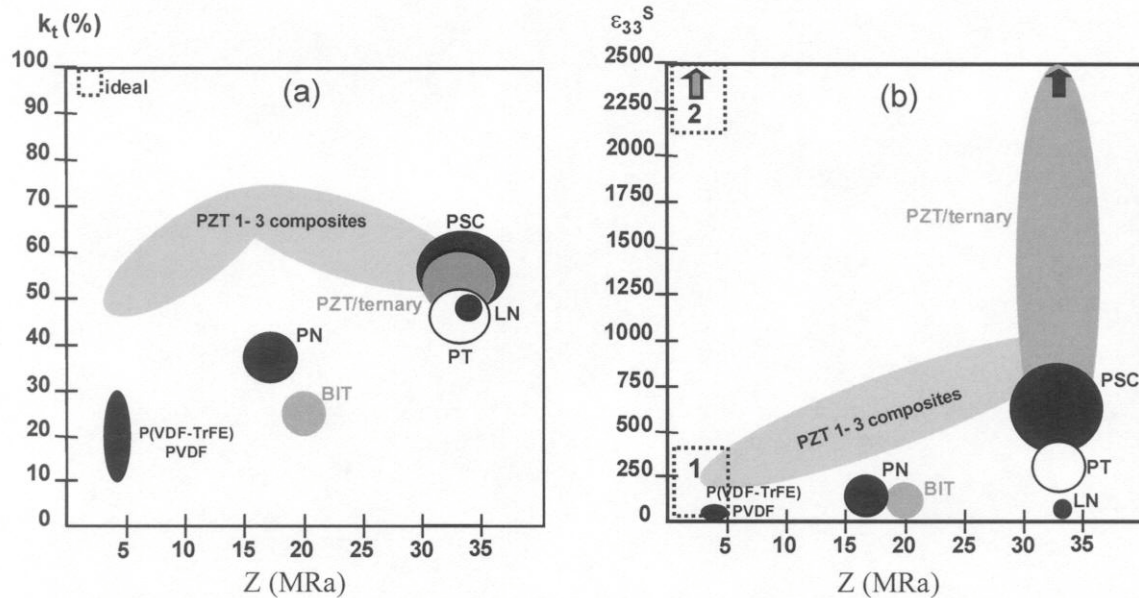 k_t (%)
100
90
80
70
60
50
40
30
20
10
0
ideal
(a)
PZT 1- 3 composites
PSC
PZT/ternary
LN
PT
PN
BIT
P(VDF-TrFE)
PVDF
5
10
15
20
25
30
35
Z (MRa)
ε₃₃ˢ
2500
2250
2000
1750
1500
1250
1000
750
500
250
0
2
(b)
PZT/ternary
PZT 1- 3 composites
PSC
1
P(VDF-TrFE)
PVDF
PN
BIT
PT
LN
5
10
15
20
25
30
35
Z (MRa)